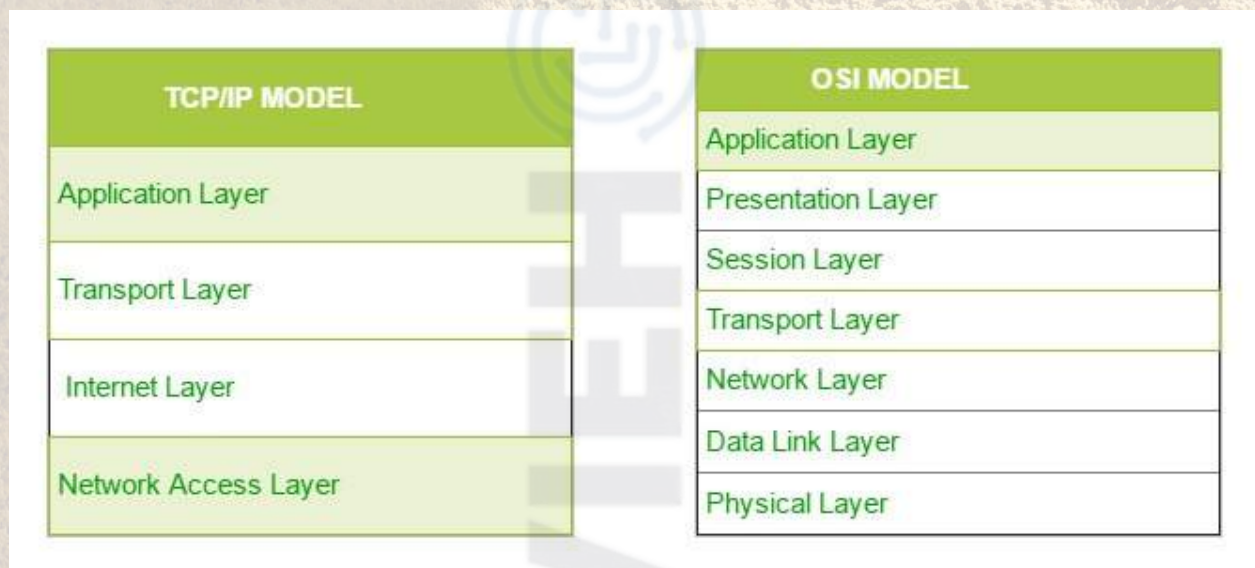 TCP/IP MODEL
Application Layer
Transport Layer
Internet Layer
Network Access Layer
OSI MODEL
Application Layer
Presentation Layer
Session Layer
Transport Layer
Network Layer
Data Link Layer
Physical Layer